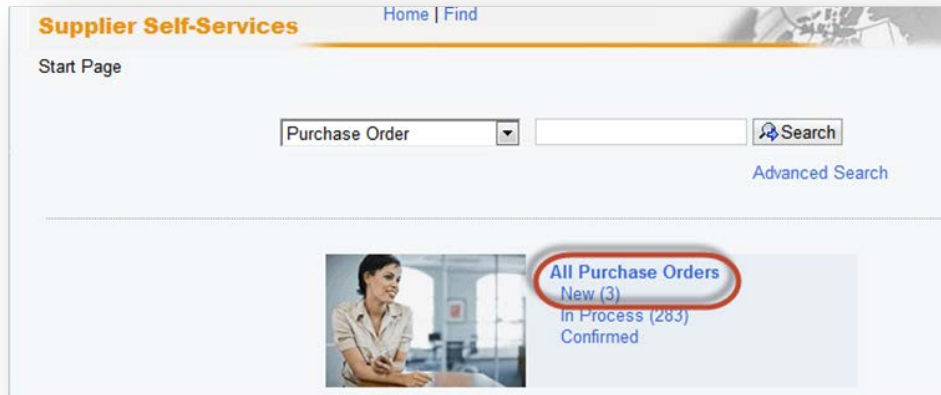 Supplier Self-Services
Home | Find
Start Page
Purchase Order
Search
Advanced Search
All Purchase Orders
New (3)
In Process (283)
Confirmed